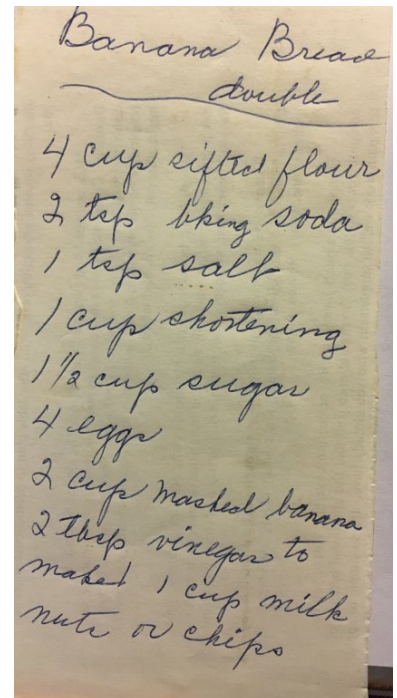 Banana Bread
double
4 cup sifted flour
2 tsp bking soda
1 tsp salt
1 cup shortening
1 1/2 cup sugar
4 eggs
2 cup mashed banana
2 tbsp vinegar to
maked 1 cup milk
nuts or chips